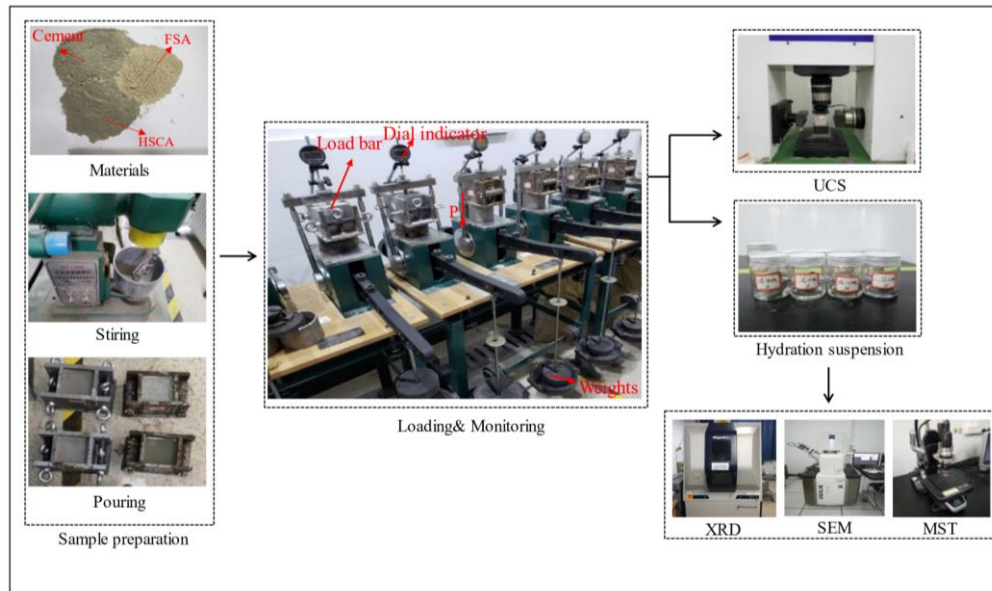 Cement
FSA
HSCA
Materials
Stiring
Pouring
Sample preparation
Load bar
Dial indicator
P
Weights
Loading& Monitoring
UCS
Hydration suspension
XRD
SEM
MST